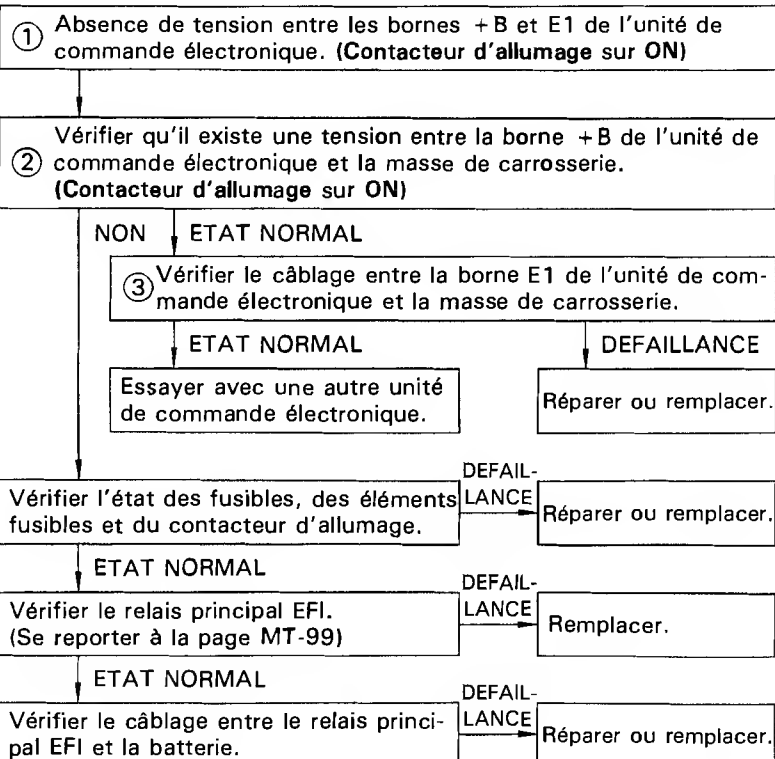 ① Absence de tension entre les bornes +B et E1 de l'unité de
commande électronique. (Contacteur d'allumage sur ON)
Vérifier qu'il existe une tension entre la borne +B de l'unité de
② commande électronique et la masse de carrosserie.
(Contacteur d'allumage sur ON)
NON ETAT NORMAL
③ Vérifier le câblage entre la borne E1 de l'unité de com-
mande électronique et la masse de carrosserie.
ETAT NORMAL DEFAILLANCE
Essayer avec une autre unité
de commande électronique.
Réparer ou remplacer.
Vérifier l'état des fusibles, des éléments
fusibles et du contacteur d'allumage.
DEFAIL-
LANCE
Réparer ou remplacer.
ETAT NORMAL
Vérifier le relais principal EFI.
(Se reporter à la page MT-99)
DEFAIL-
LANCE
Remplacer.
ETAT NORMAL
Vérifier le câblage entre le relais princi-
pal EFI et la batterie.
DEFAIL-
LANCE
Réparer ou remplacer.